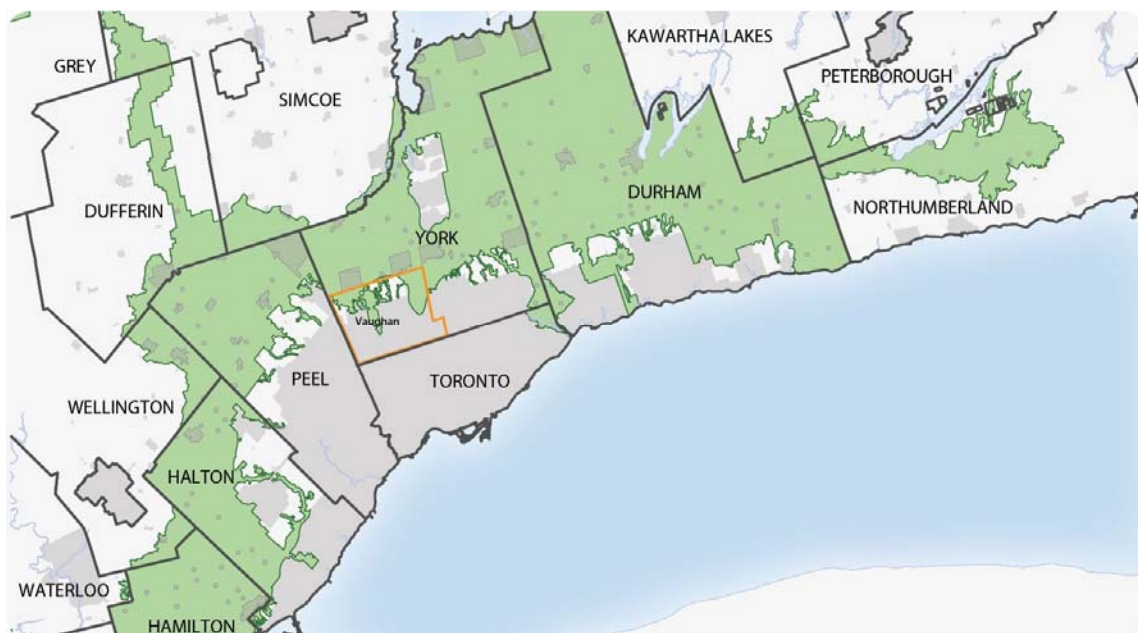 KAWARTHA LAKES
GREY
PETERBOROUGH
SIMCOE
DURHAM
DUFFERIN
NORTHUMBERLAND
YORK
Vaughan
PEEL
TORONTO
WELLINGTON
HALTON
WATERLOO
HAMILTON